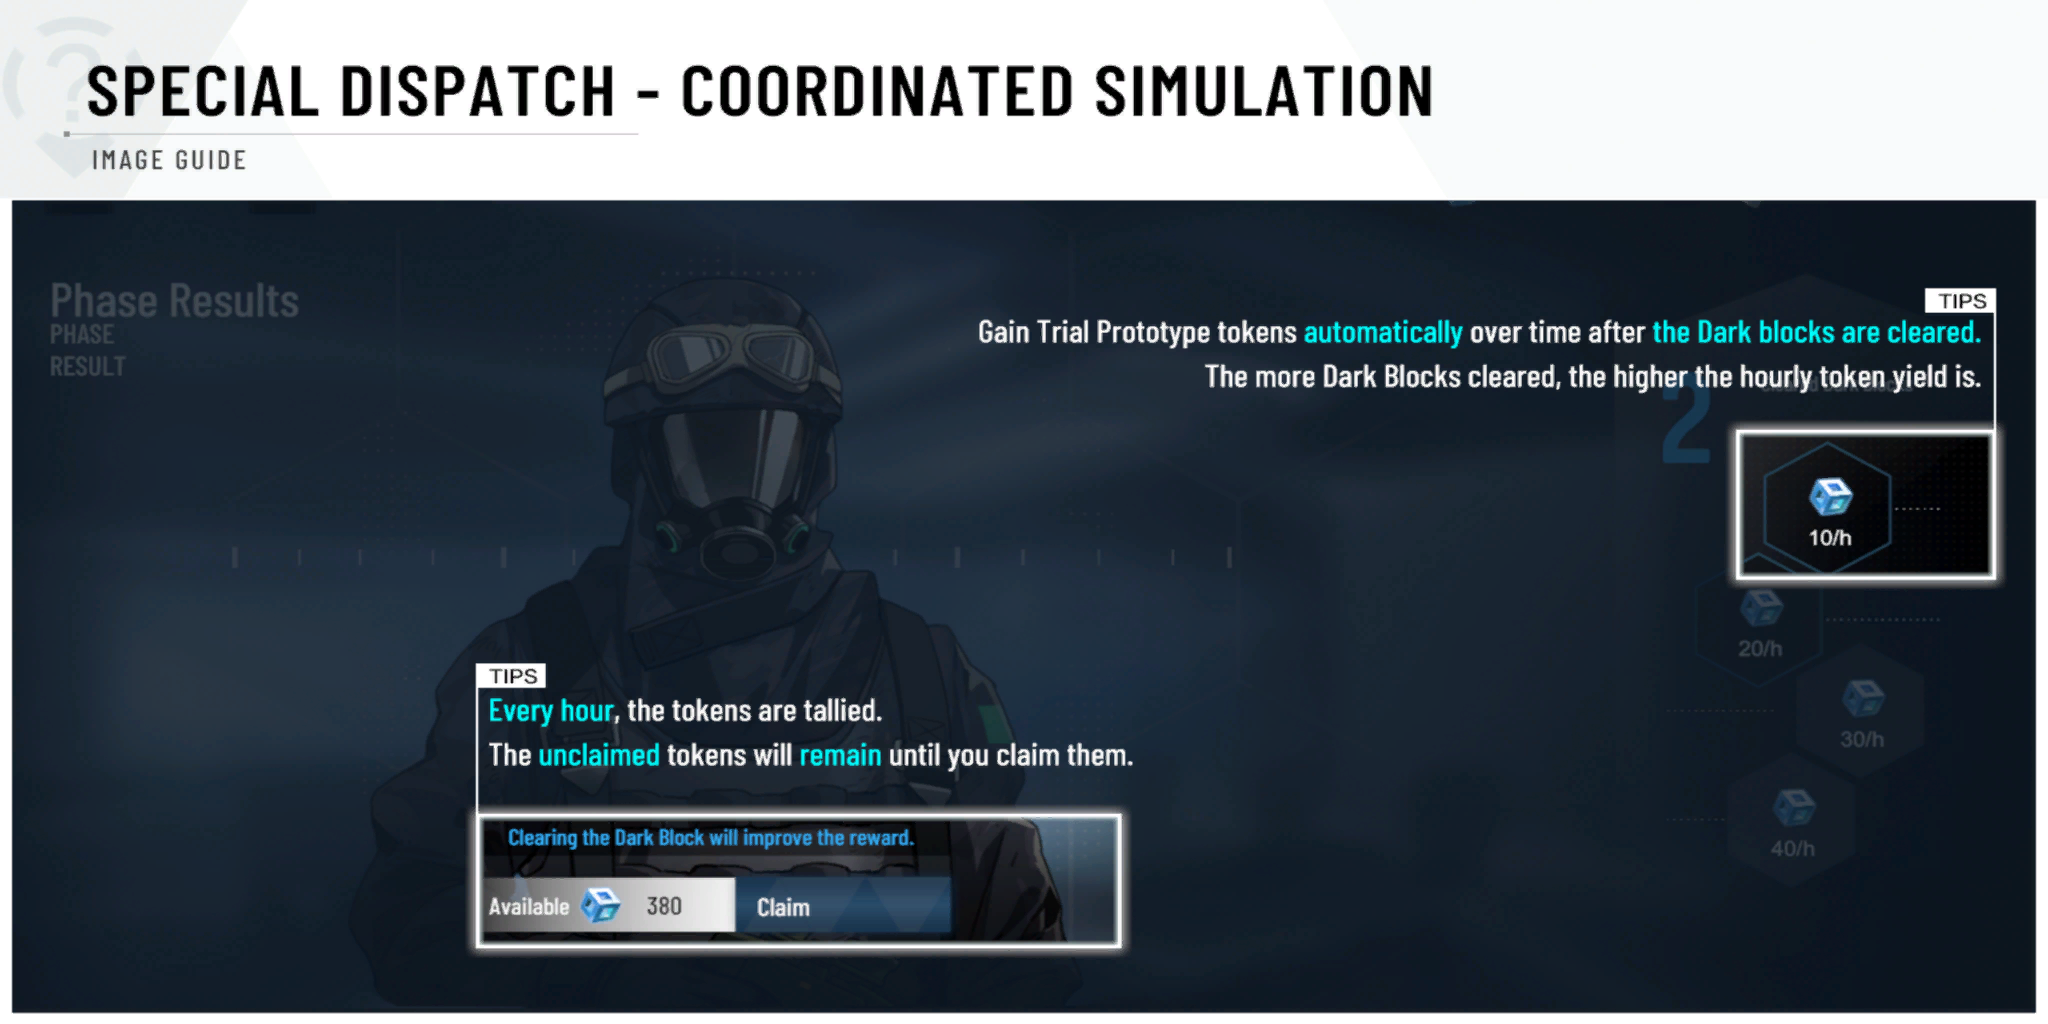 SPECIAL DISPATCH - COORDINATED SIMULATION
IMAGE GUIDE
Phase Results
PHASE
RESULT
TIPS
Gain Trial Prototype tokens automatically over time after the Dark blocks are cleared.
The more Dark Blocks cleared, the higher the hourly token yield is.
2
10/h
20/h
30/h
40/h
TIPS
Every hour, the tokens are tallied.
The unclaimed tokens will remain until you claim them.
Clearing the Dark Block will improve the reward.
Available 380 Claim